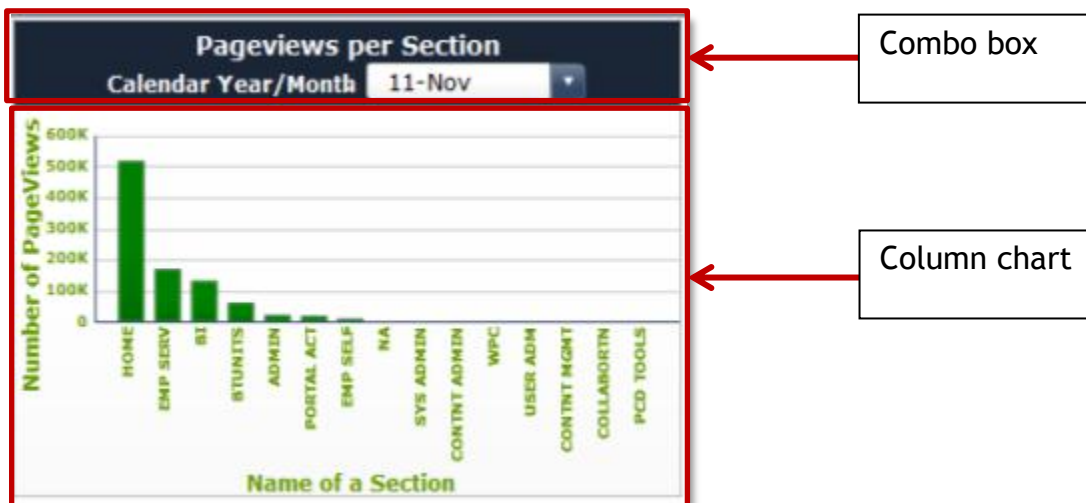 Pageviews per Section
Calendar Year/Month 11-Nov
Combo box
Number of PageViews
600K
500K
400K
300K
200K
100K
0
HOME
EMP SERV
BI
BTUNITS
ADMIN
PORTAL ACT
EMP SELF
NA
SYS ADMIN
CONTNT ADMIN
WPC
USER ADM
CONTNT MGMT
COLLABORTN
PCD TOOLS
Name of a Section
Column chart